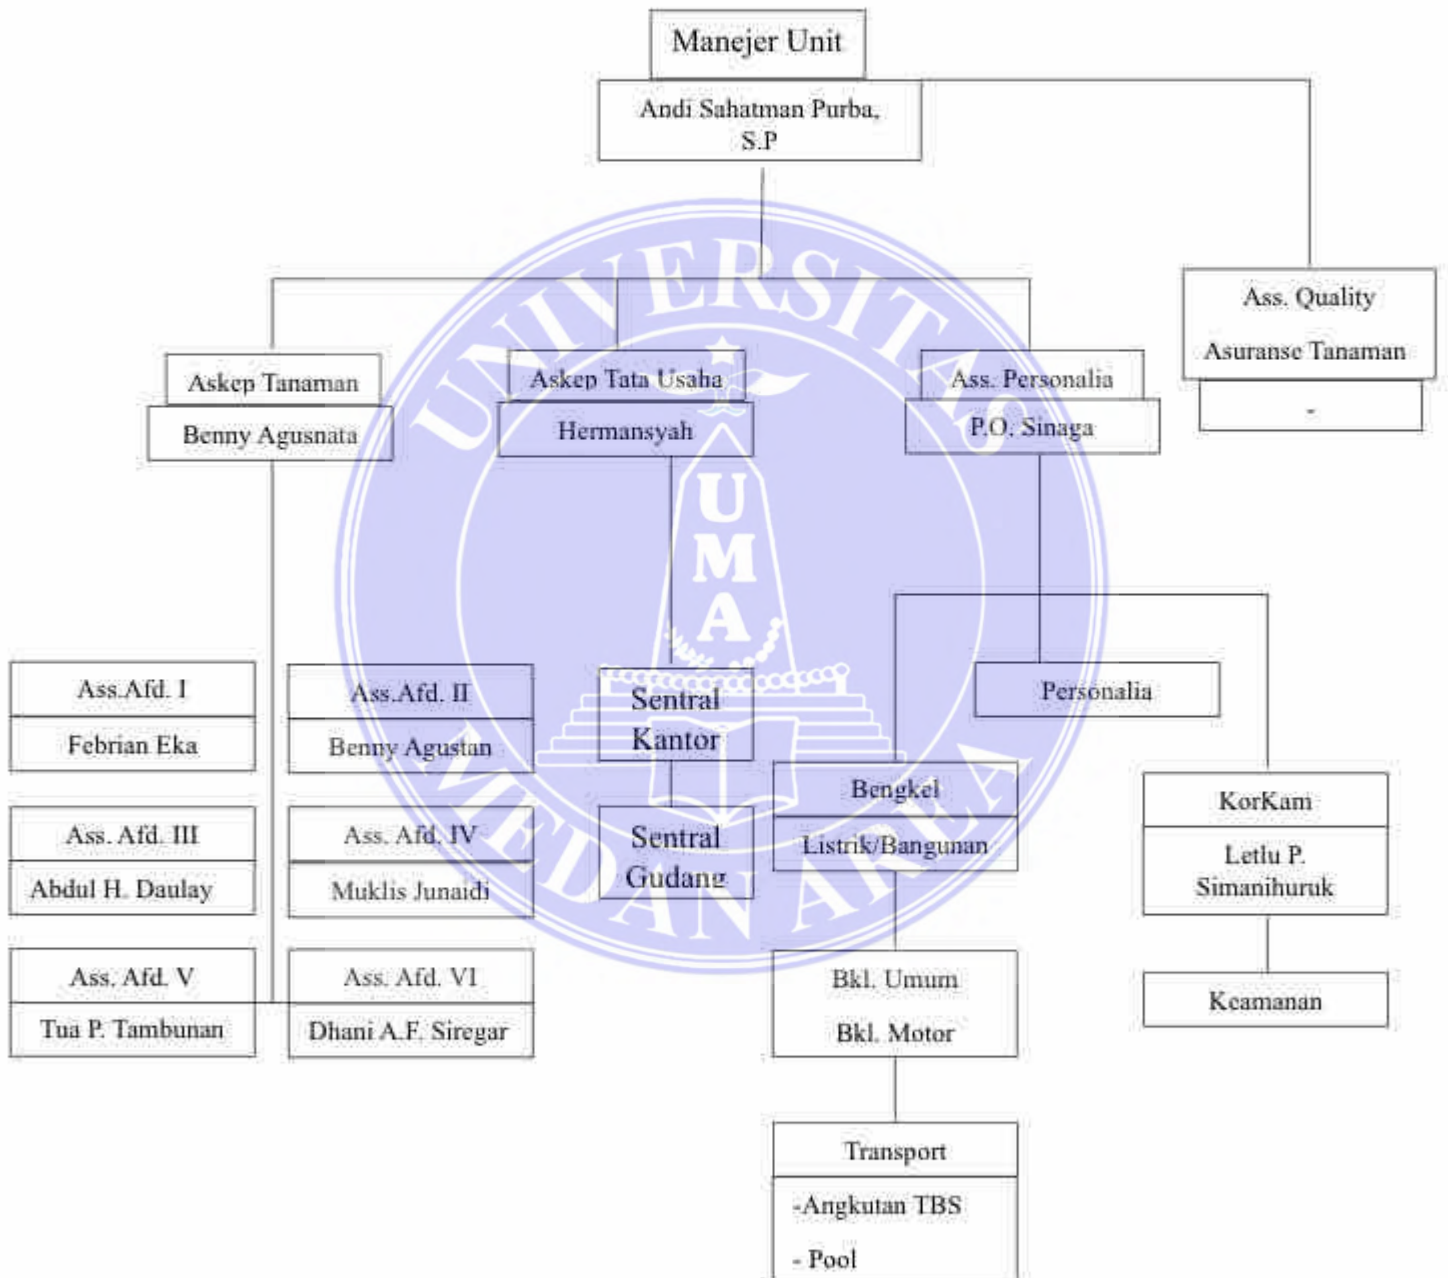 Manejer Unit
Andi Sahatman Purba,
S.P
Ass. Quality
Asuranse Tanaman
-
Askep Tanaman
Benny Agusnata
Askep Tata Usaha
Hermansyah
Ass. Personalia
P.O. Sinaga
UNIVERSITAS
UMA
MEDAN AREA
Ass.Afd. I
Febrian Eka
Ass.Afd. II
Benny Agustan
Ass. Afd. III
Abdul H. Daulay
Ass. Afd. IV
Muklis Junaidi
Ass. Afd. V
Tua P. Tambunan
Ass. Afd. VI
Dhani A.F. Siregar
Sentral
Kantor
Sentral
Gudang
Personalia
Bengkel
Listrik/Bangunan
Bkl. Umum
Bkl. Motor
Transport
-Angkutan TBS
- Pool
KorKam
Letlu P.
Simanihuruk
Keamanan